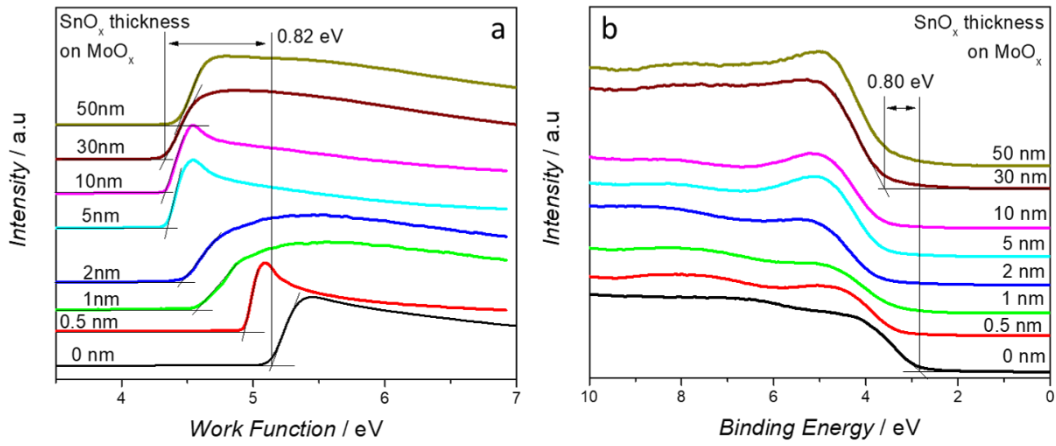 SnOx thickness
on MoOx
0.82 eV
a
50nm
30nm
10nm
5nm
2nm
1nm
0.5 nm
0 nm
4
5
6
7
Work Function / eV
Intensity / a.u
b
SnOx thickness
on MoOx
0.80 eV
50 nm
30 nm
10 nm
5 nm
2 nm
1 nm
0.5 nm
0 nm
10
8
6
4
2
0
Binding Energy / eV
Intensity / a.u